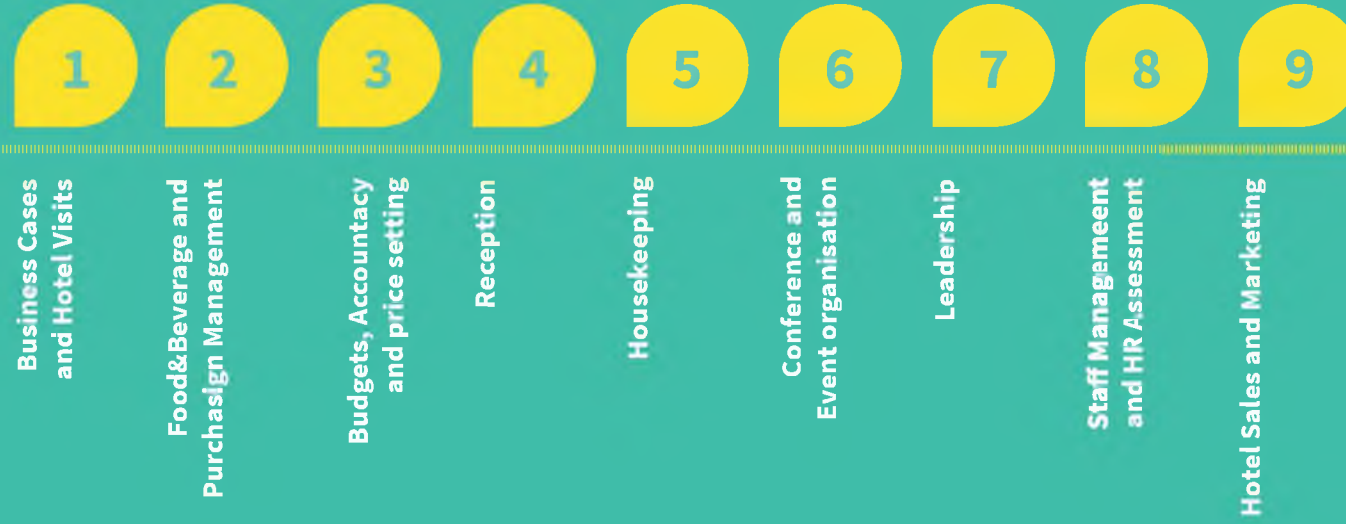 1
2
3
4
5
6
7
8
9
Business Cases
and Hotel Visits
Food&Beverage and
Purchasign Management
Budgets, Accountacy
and price setting
Reception
Housekeeping
Conference and
Event organisation
Leadership
Staff Managemeent
and HR Assessment
Hotel Sales and Marketing